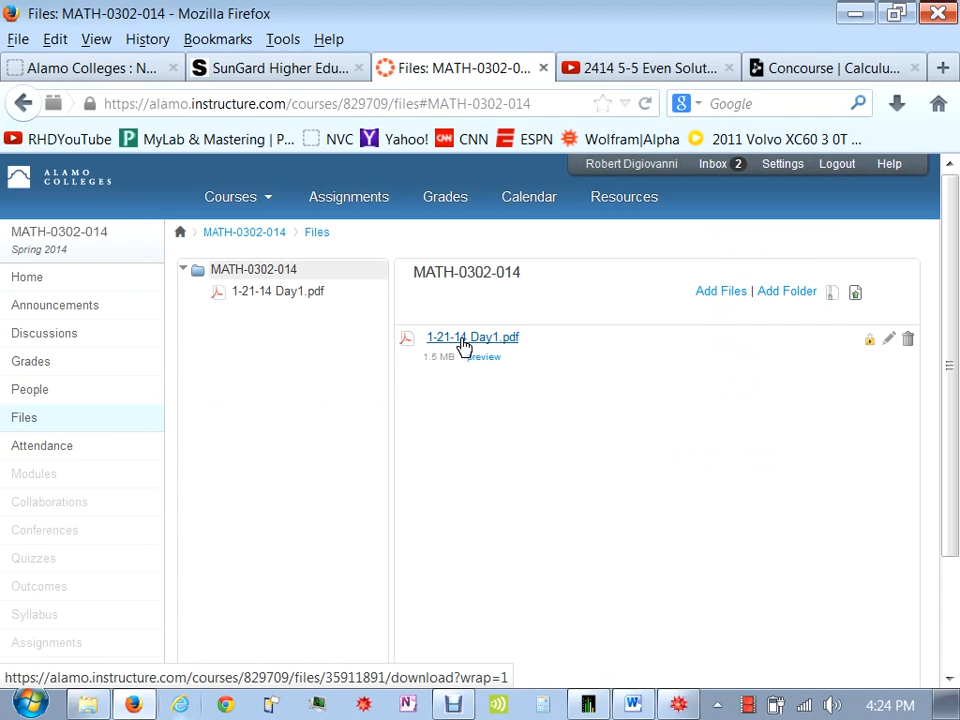 Files: MATH-0302-014 - Mozilla Firefox
File Edit View History Bookmarks Tools Help
Alamo Colleges : N... × SunGard Higher Edu... × Files: MATH-0302-0... × 2414 5-5 Even Solut... × Concourse | Calculu... × +
https://alamo.instructure.com/courses/829709/files#MATH-0302-014 Google
RHDYouTube MyLab & Mastering | P... NVC Yahoo! CNN ESPN Wolfram|Alpha 2011 Volvo XC60 3 0T ...
Robert Digiovanni Inbox 2 Settings Logout Help
ALAMO
COLLEGES
Courses Assignments Grades Calendar Resources
MATH-0302-014
Spring 2014
MATH-0302-014 Files
Home
Announcements
Discussions
Grades
People
Files
Attendance
Modules
Collaborations
Conferences
Quizzes
Outcomes
Syllabus
Assignments
MATH-0302-014
1-21-14 Day1.pdf
MATH-0302-014
Add Files | Add Folder
1-21-14 Day1.pdf
1.5 MB preview
https://alamo.instructure.com/courses/829709/files/35911891/download?wrap=1
4:24 PM